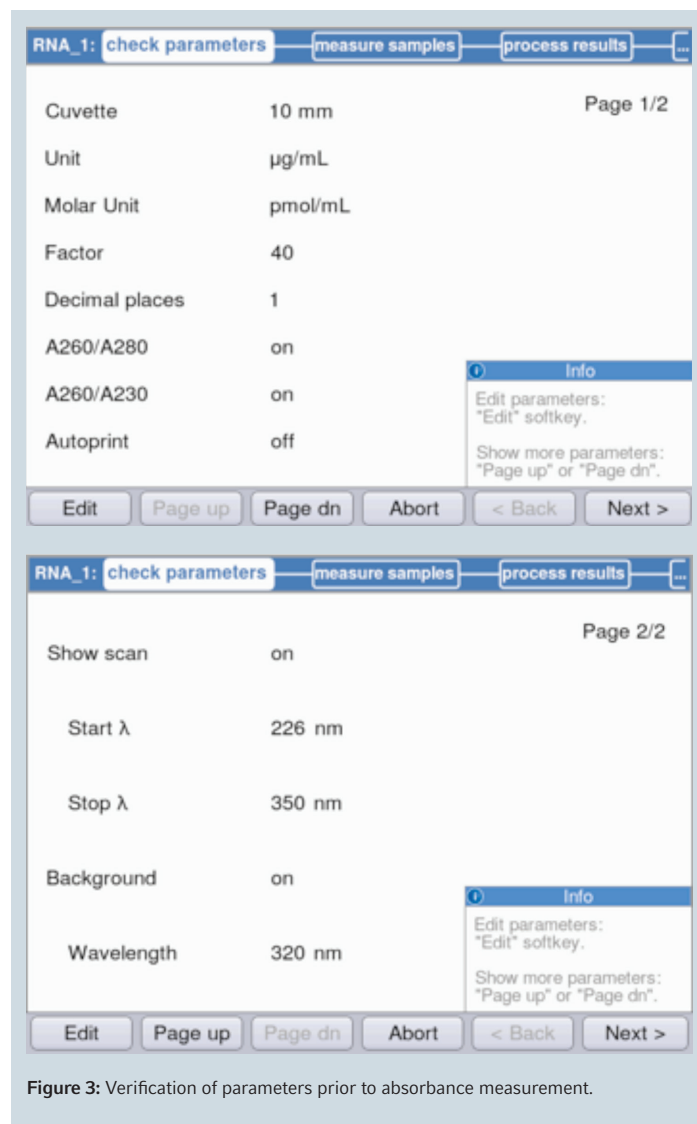 RNA_1: check parameters measure samples process results ...
Page 1/2
Cuvette 10 mm
Unit µg/mL
Molar Unit pmol/mL
Factor 40
Decimal places 1
A260/A280 on
A260/A230 on
Autoprint off
Info
Edit parameters:
"Edit" softkey.
Show more parameters:
"Page up" or "Page dn".
Edit Page up Page dn Abort < Back Next >
RNA_1: check parameters measure samples process results ...
Page 2/2
Show scan on
Start λ 226 nm
Stop λ 350 nm
Background on
Wavelength 320 nm
Info
Edit parameters:
"Edit" softkey.
Show more parameters:
"Page up" or "Page dn".
Edit Page up Page dn Abort < Back Next >
Figure 3: Verification of parameters prior to absorbance measurement.